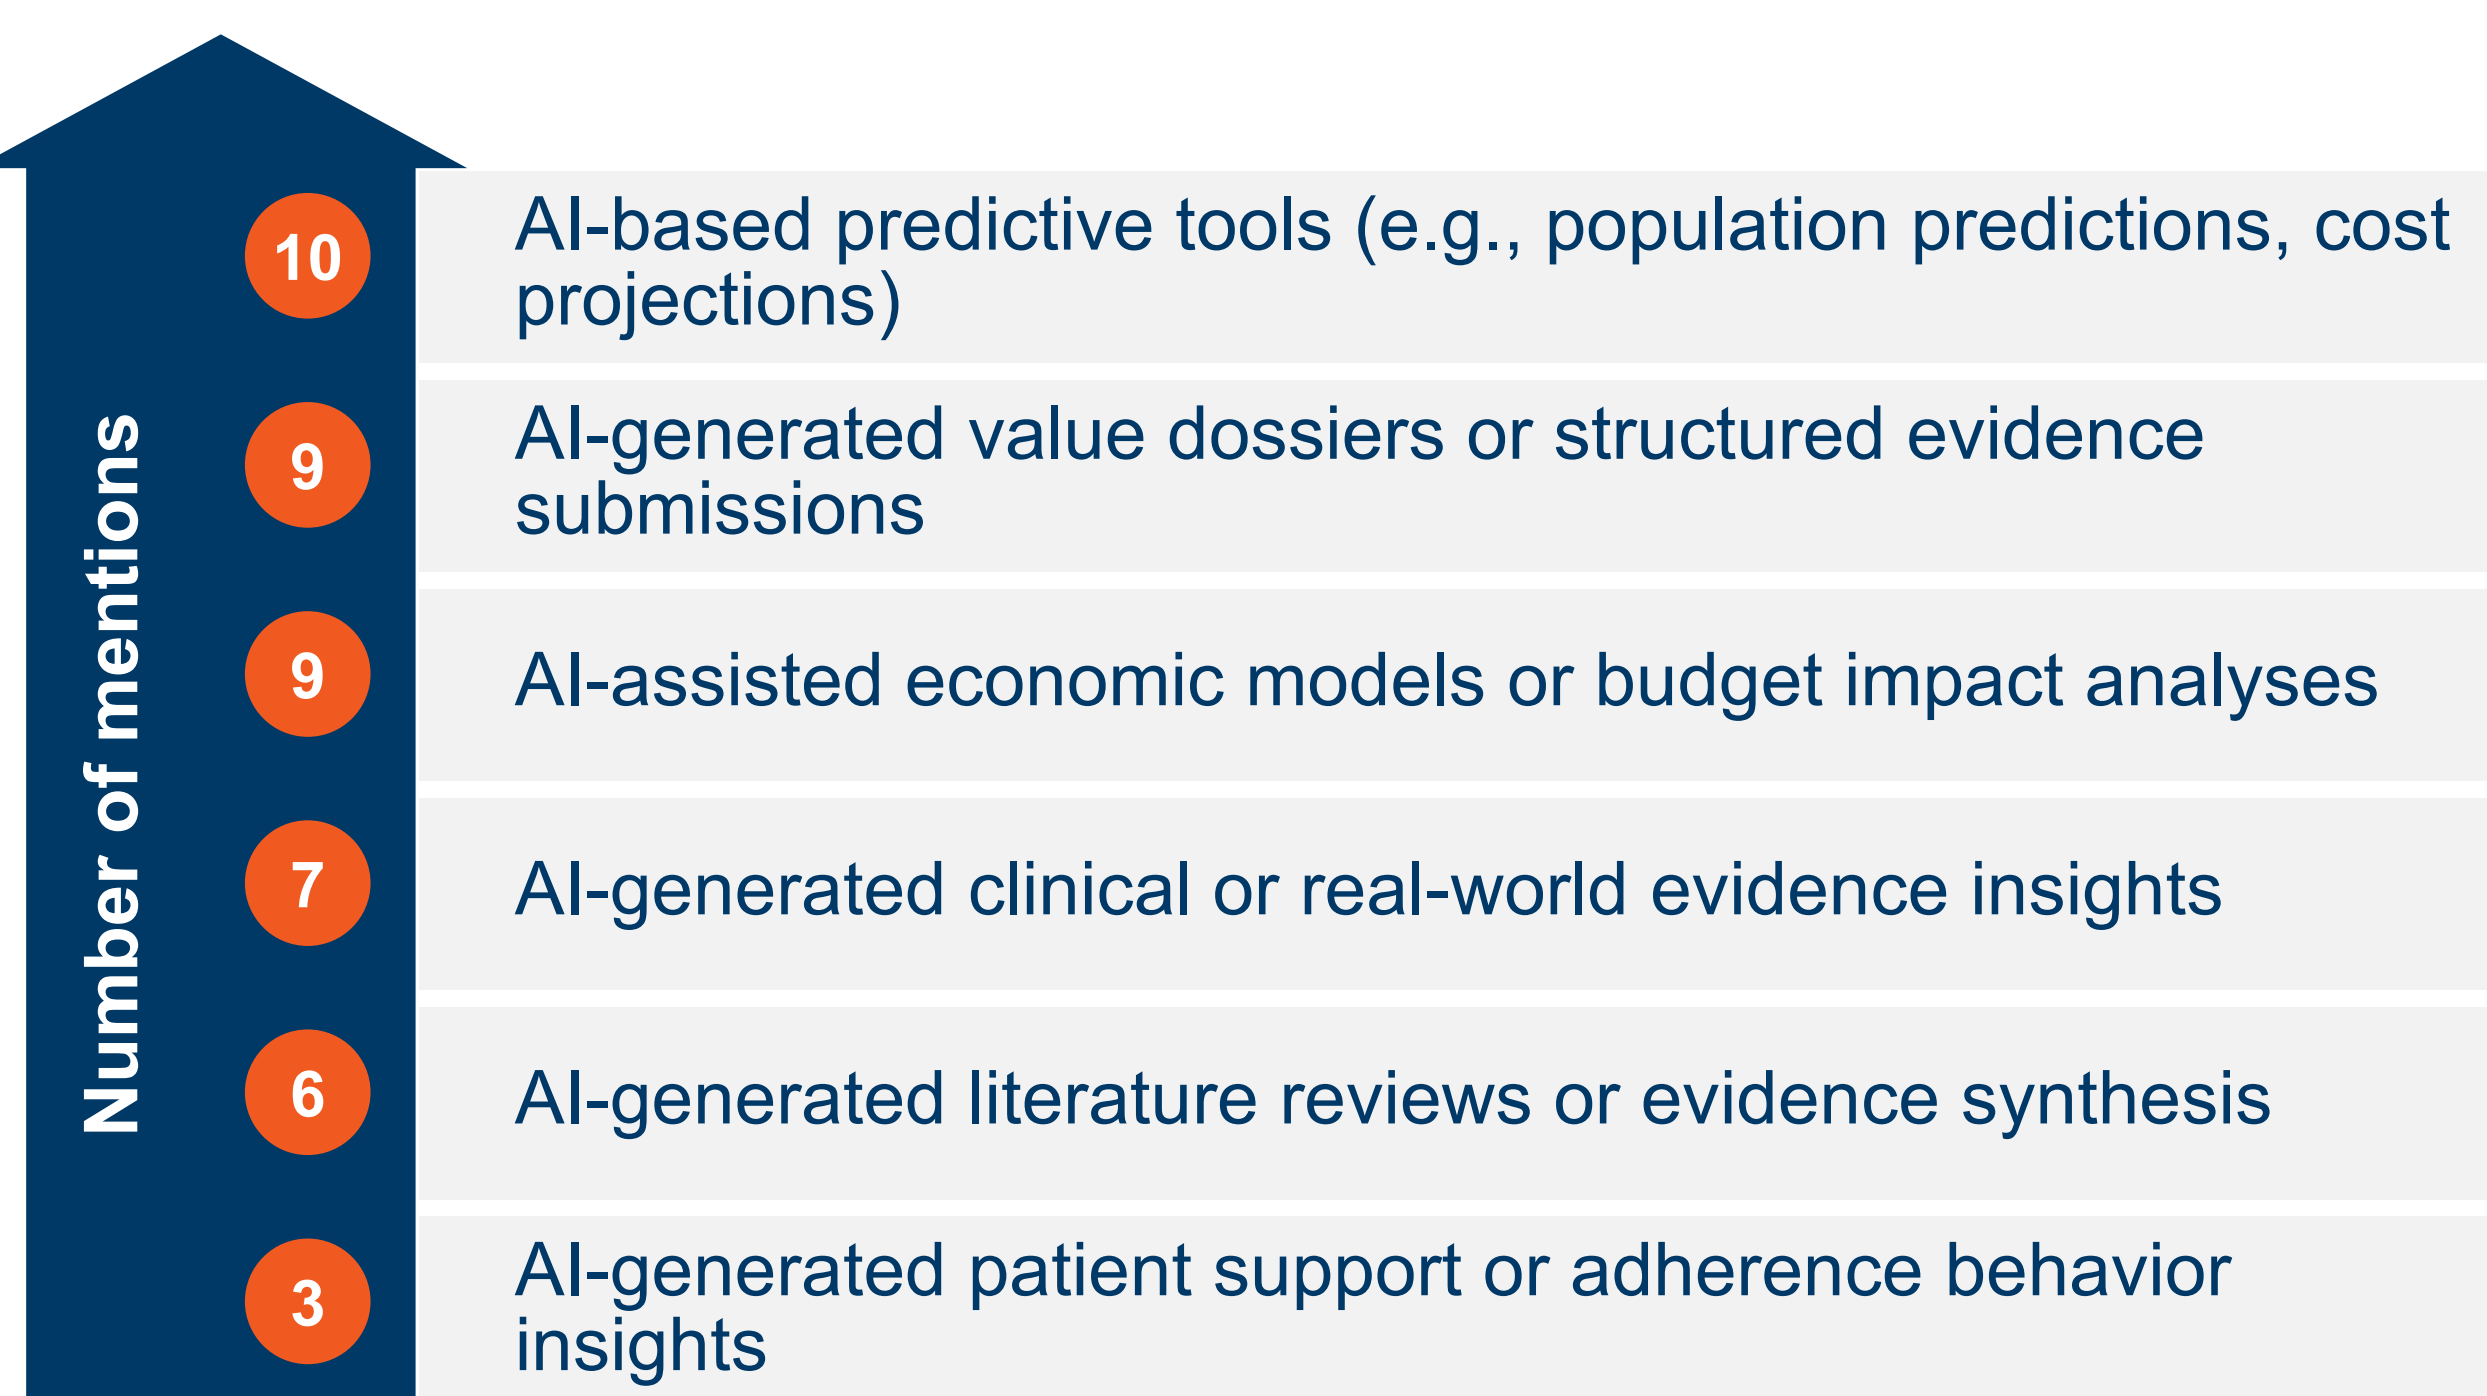 Number of mentions
10
AI-based predictive tools (e.g., population predictions, cost
projections)
9
AI-generated value dossiers or structured evidence
submissions
9
AI-assisted economic models or budget impact analyses
7
AI-generated clinical or real-world evidence insights
6
AI-generated literature reviews or evidence synthesis
3
AI-generated patient support or adherence behavior
insights